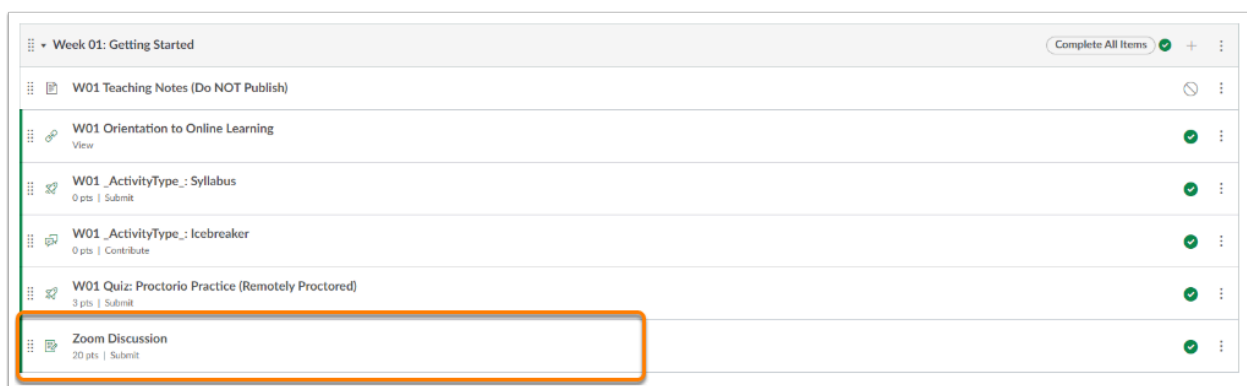 Week 01: Getting Started
Complete All Items
W01 Teaching Notes (Do NOT Publish)
W01 Orientation to Online Learning
View
W01 _ActivityType_: Syllabus
0 pts | Submit
W01 _ActivityType_: Icebreaker
0 pts | Contribute
W01 Quiz: Proctorio Practice (Remotely Proctored)
3 pts | Submit
Zoom Discussion
20 pts | Submit